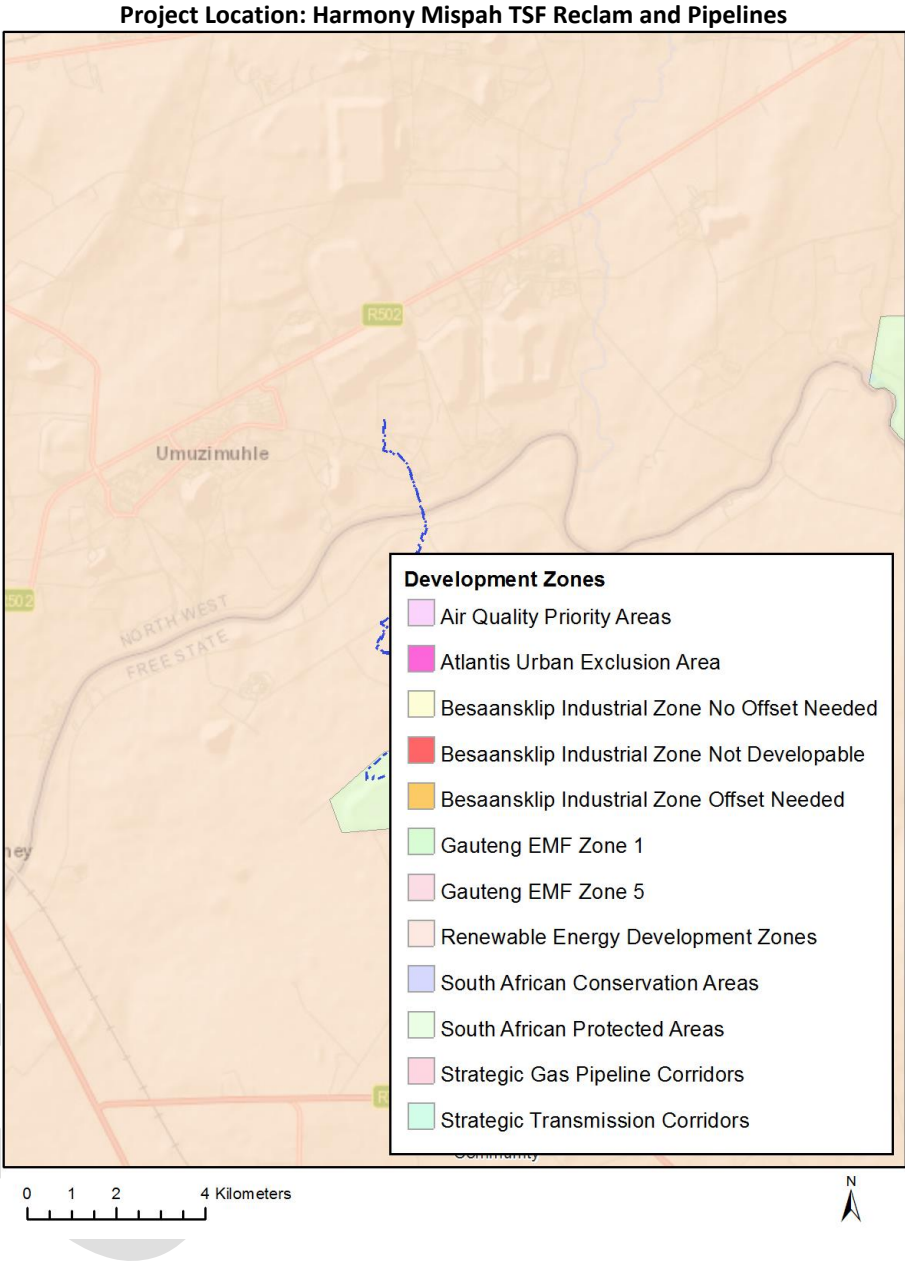 Project Location: Harmony Mispah TSF Reclam and Pipelines
R502
Umuzimuhle
502
NORTH WEST
FREE STATE
ney
R
Development Zones
Air Quality Priority Areas
Atlantis Urban Exclusion Area
Besaansklip Industrial Zone No Offset Needed
Besaansklip Industrial Zone Not Developable
Besaansklip Industrial Zone Offset Needed
Gauteng EMF Zone 1
Gauteng EMF Zone 5
Renewable Energy Development Zones
South African Conservation Areas
South African Protected Areas
Strategic Gas Pipeline Corridors
Strategic Transmission Corridors
Community
0 1 2 4 Kilometers
N